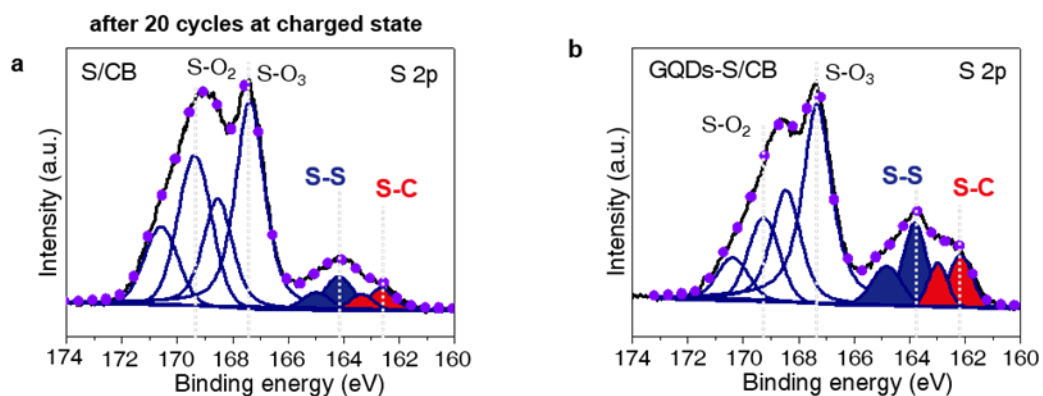 after 20 cycles at charged state
a
S/CB
S-O₂
S-O₃
S 2p
S-S
S-C
Intensity (a.u.)
174 172 170 168 166 164 162 160
Binding energy (eV)
b
GQDs-S/CB
S-O₃
S 2p
S-O₂
S-S
S-C
Intensity (a.u.)
174 172 170 168 166 164 162 160
Binding energy (eV)